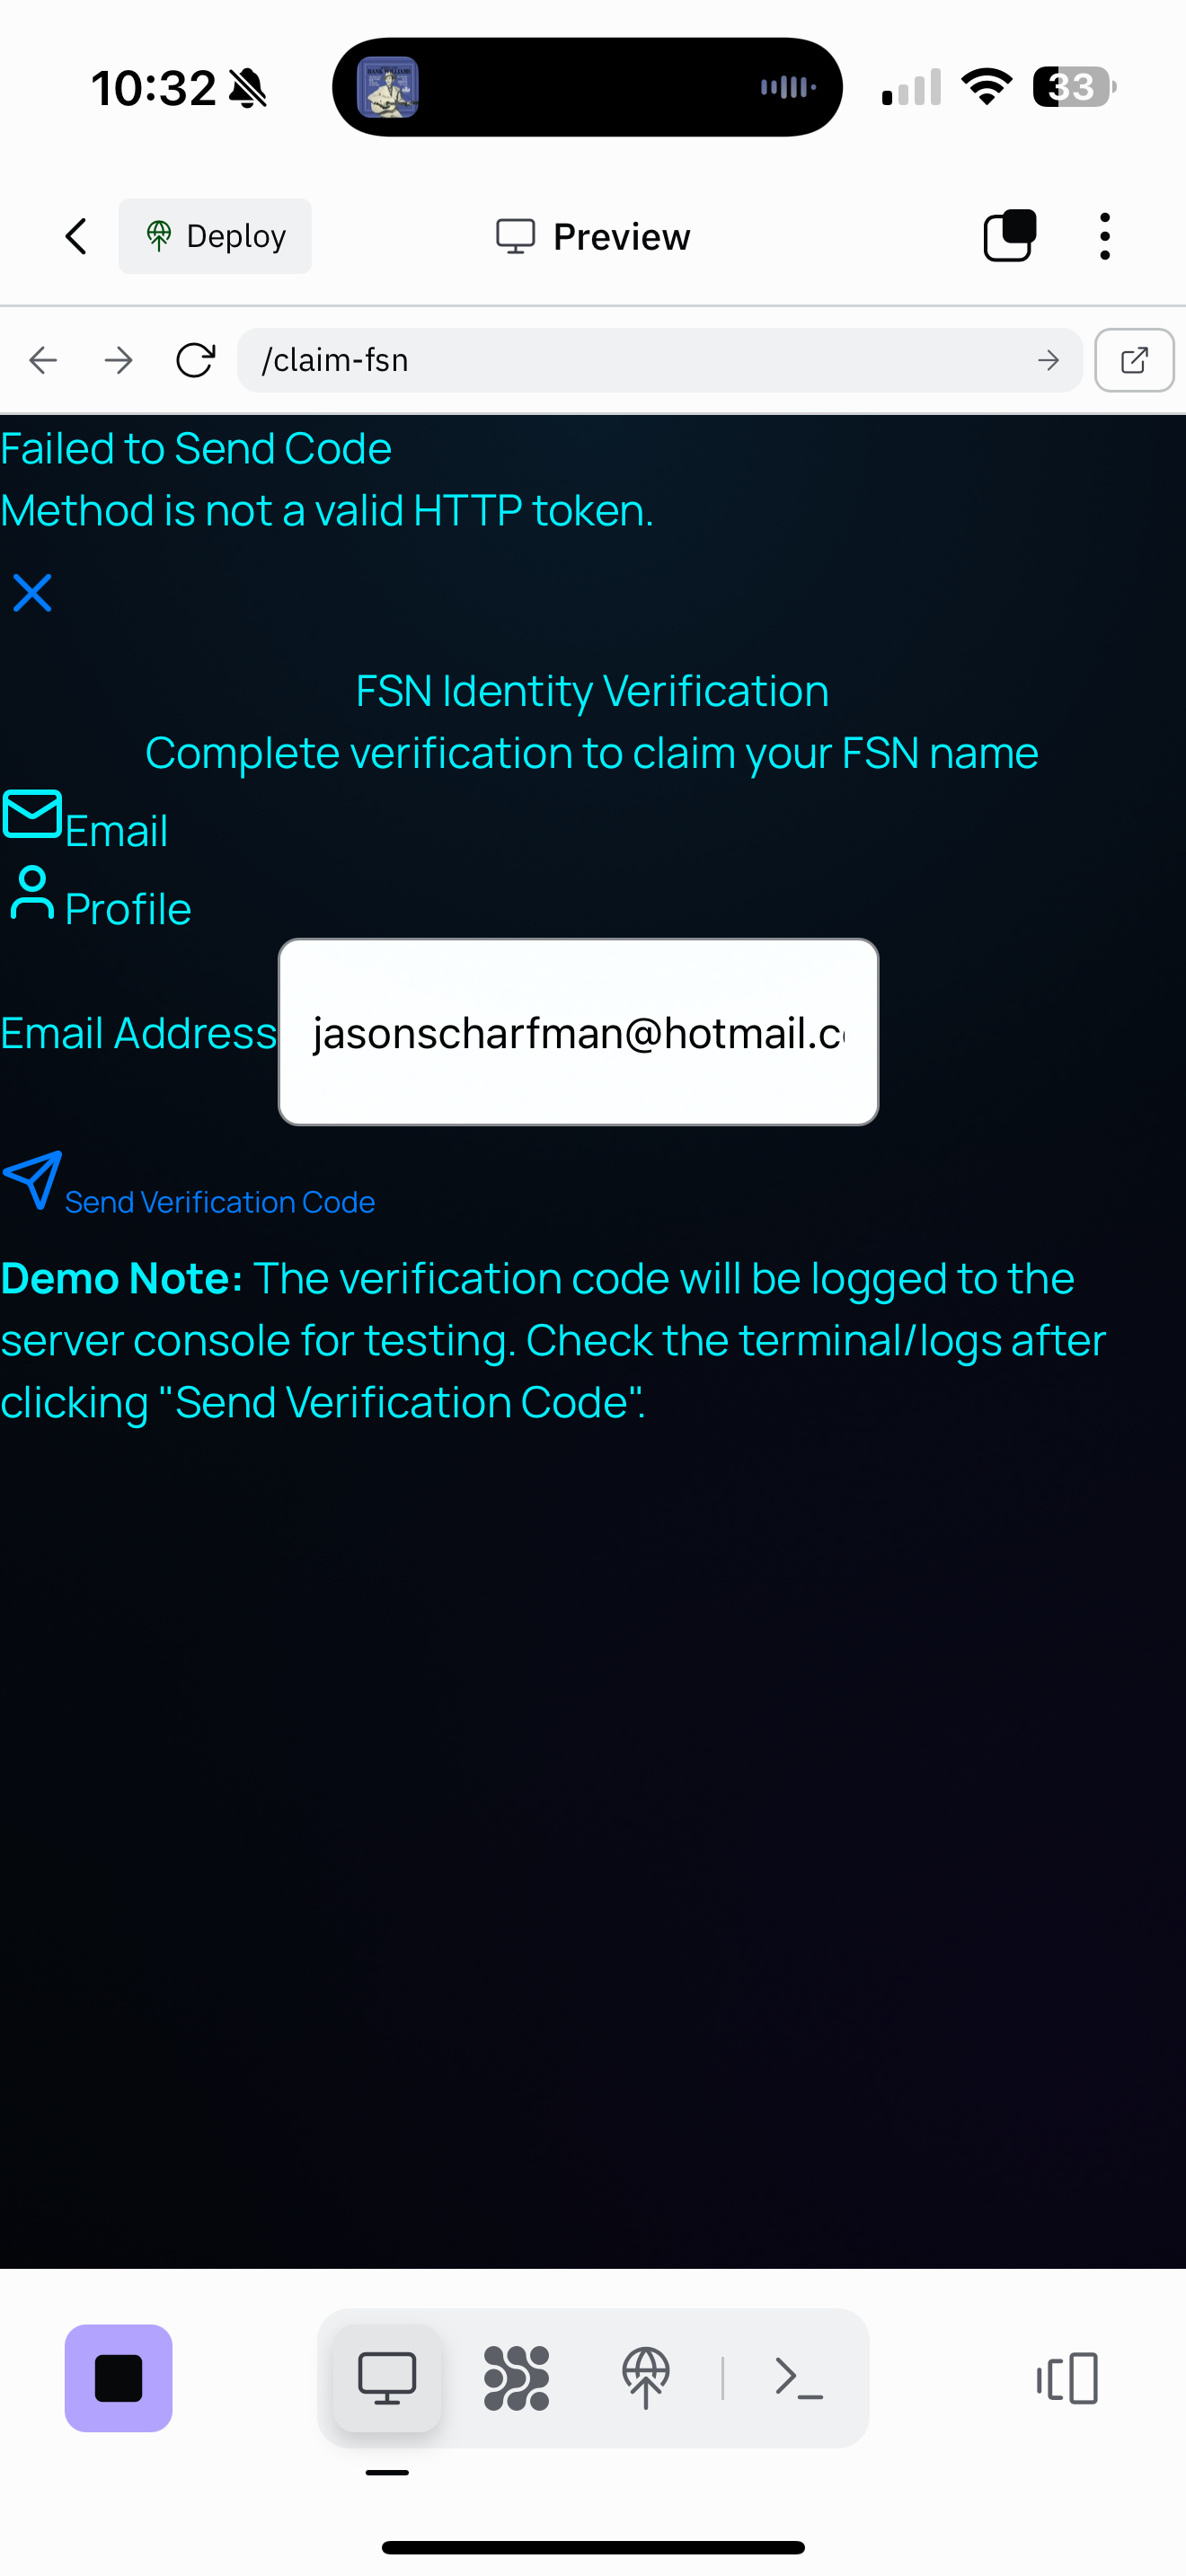 10:32
HANK WILLIAMS
33
Deploy
Preview
/claim-fsn
Failed to Send Code
Method is not a valid HTTP token.
FSN Identity Verification
Complete verification to claim your FSN name
Email
Profile
Email Address
jasonscharfman@hotmail.c
Send Verification Code
Demo Note: The verification code will be logged to the
server console for testing. Check the terminal/logs after
clicking "Send Verification Code".